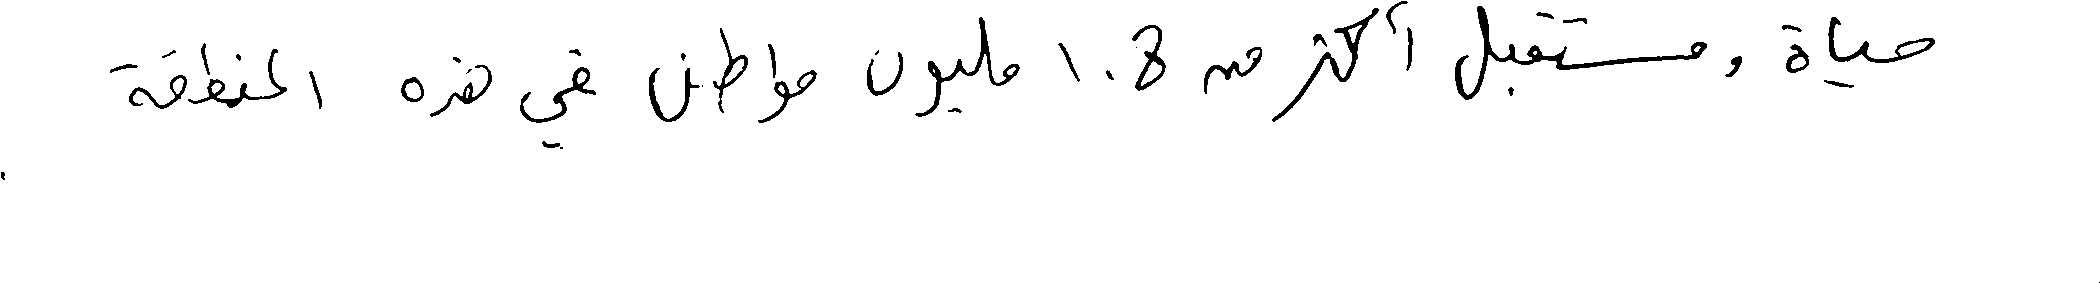 حياة ومستقبل أكثر من 1.8 مليون مواطن في هذه المنطقة